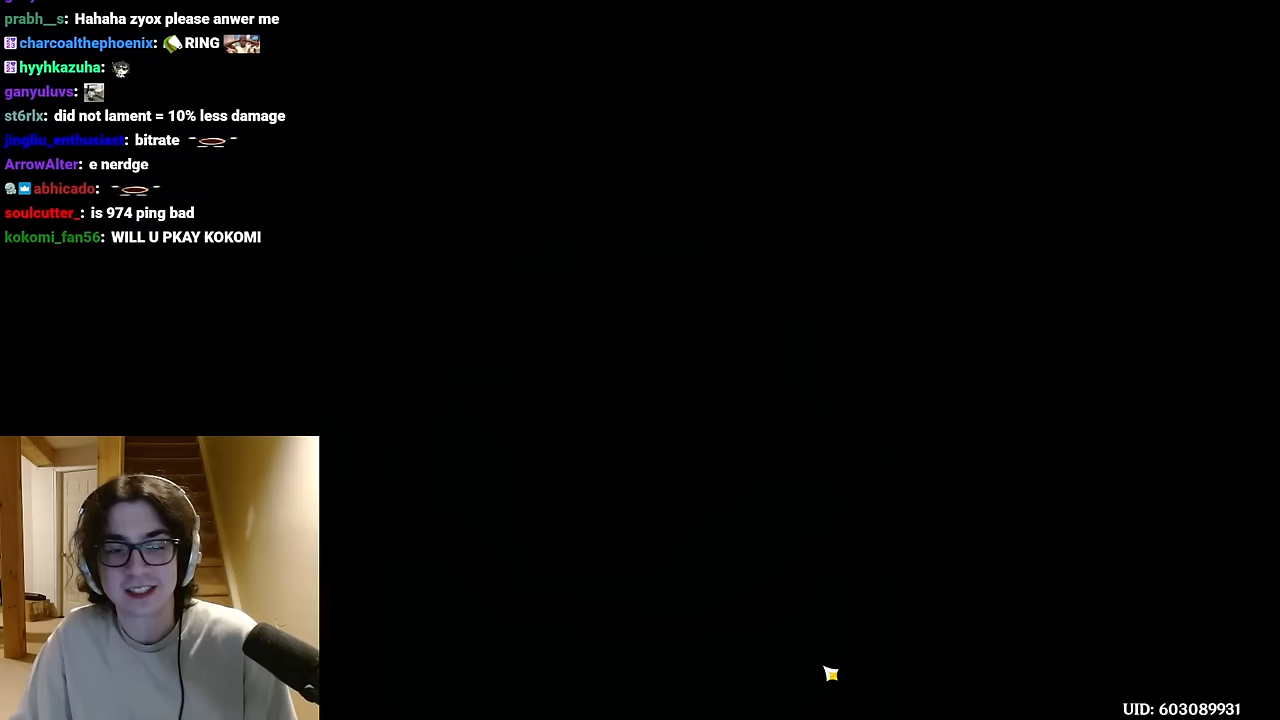 prabh__s: Hahaha zyox please anwer me
charcoalthephoenix: RING
hyyhkazuha:
ganyuluvs:
st6rlx: did not lament = 10% less damage
jingliu_enthusiast: bitrate
ArrowAlter: e nerdge
abhicado:
soulcutter_: is 974 ping bad
kokomi_fan56: WILL U PKAY KOKOMI
UID: 603089931